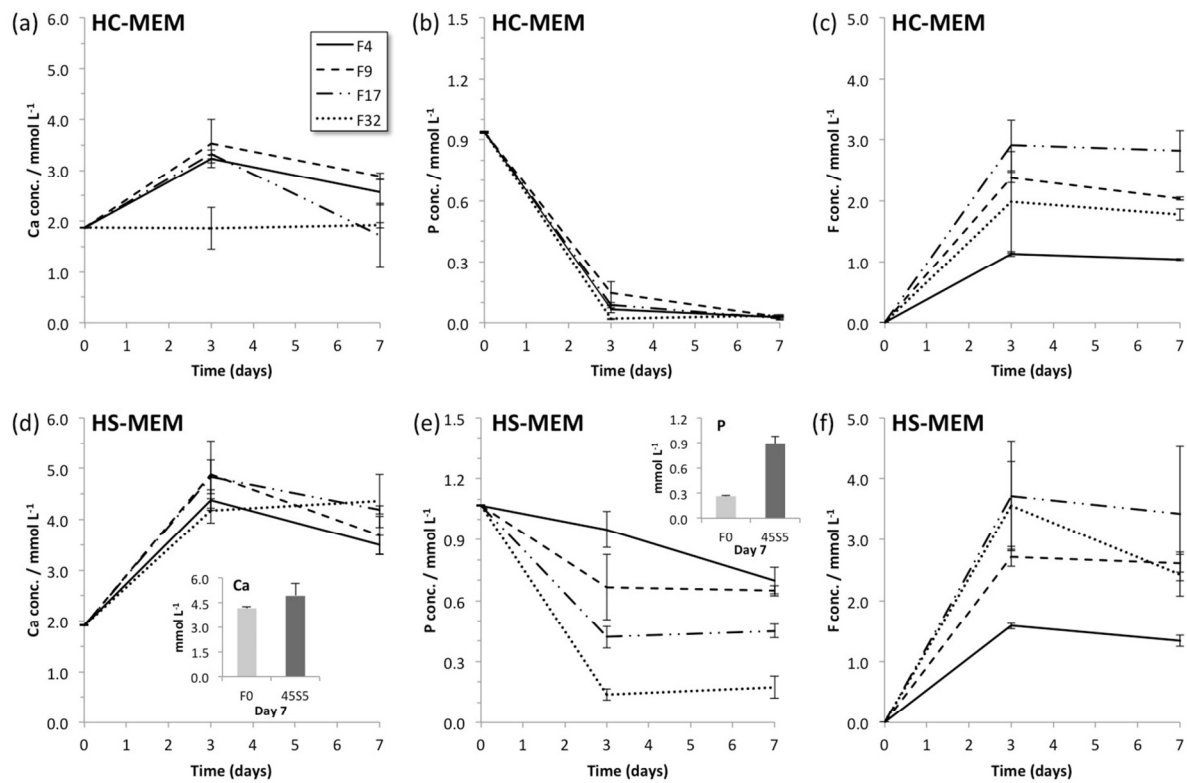 (a) HC-MEM
Ca conc. / mmol L⁻¹
6.0
5.0
4.0
3.0
2.0
1.0
0.0
F4
F9
F17
F32
0 1 2 3 4 5 6 7
Time (days)
(b) HC-MEM
P conc. / mmol L⁻¹
1.5
1.2
0.9
0.6
0.3
0.0
0 1 2 3 4 5 6 7
Time (days)
(c) HC-MEM
F conc. / mmol L⁻¹
5.0
4.0
3.0
2.0
1.0
0.0
0 1 2 3 4 5 6 7
Time (days)
(d) HS-MEM
Ca conc. / mmol L⁻¹
6.0
5.0
4.0
3.0
2.0
1.0
0.0
Ca
mmol L⁻¹
6.0
4.5
3.0
1.5
0.0
F0 45S5
Day 7
0 1 2 3 4 5 6 7
Time (days)
(e) HS-MEM
P conc. / mmol L⁻¹
1.5
1.2
0.9
0.6
0.3
0.0
P
mmol L⁻¹
1.2
0.9
0.6
0.3
0.0
F0 45S5
Day 7
0 1 2 3 4 5 6 7
Time (days)
(f) HS-MEM
F conc. / mmol L⁻¹
5.0
4.0
3.0
2.0
1.0
0.0
0 1 2 3 4 5 6 7
Time (days)